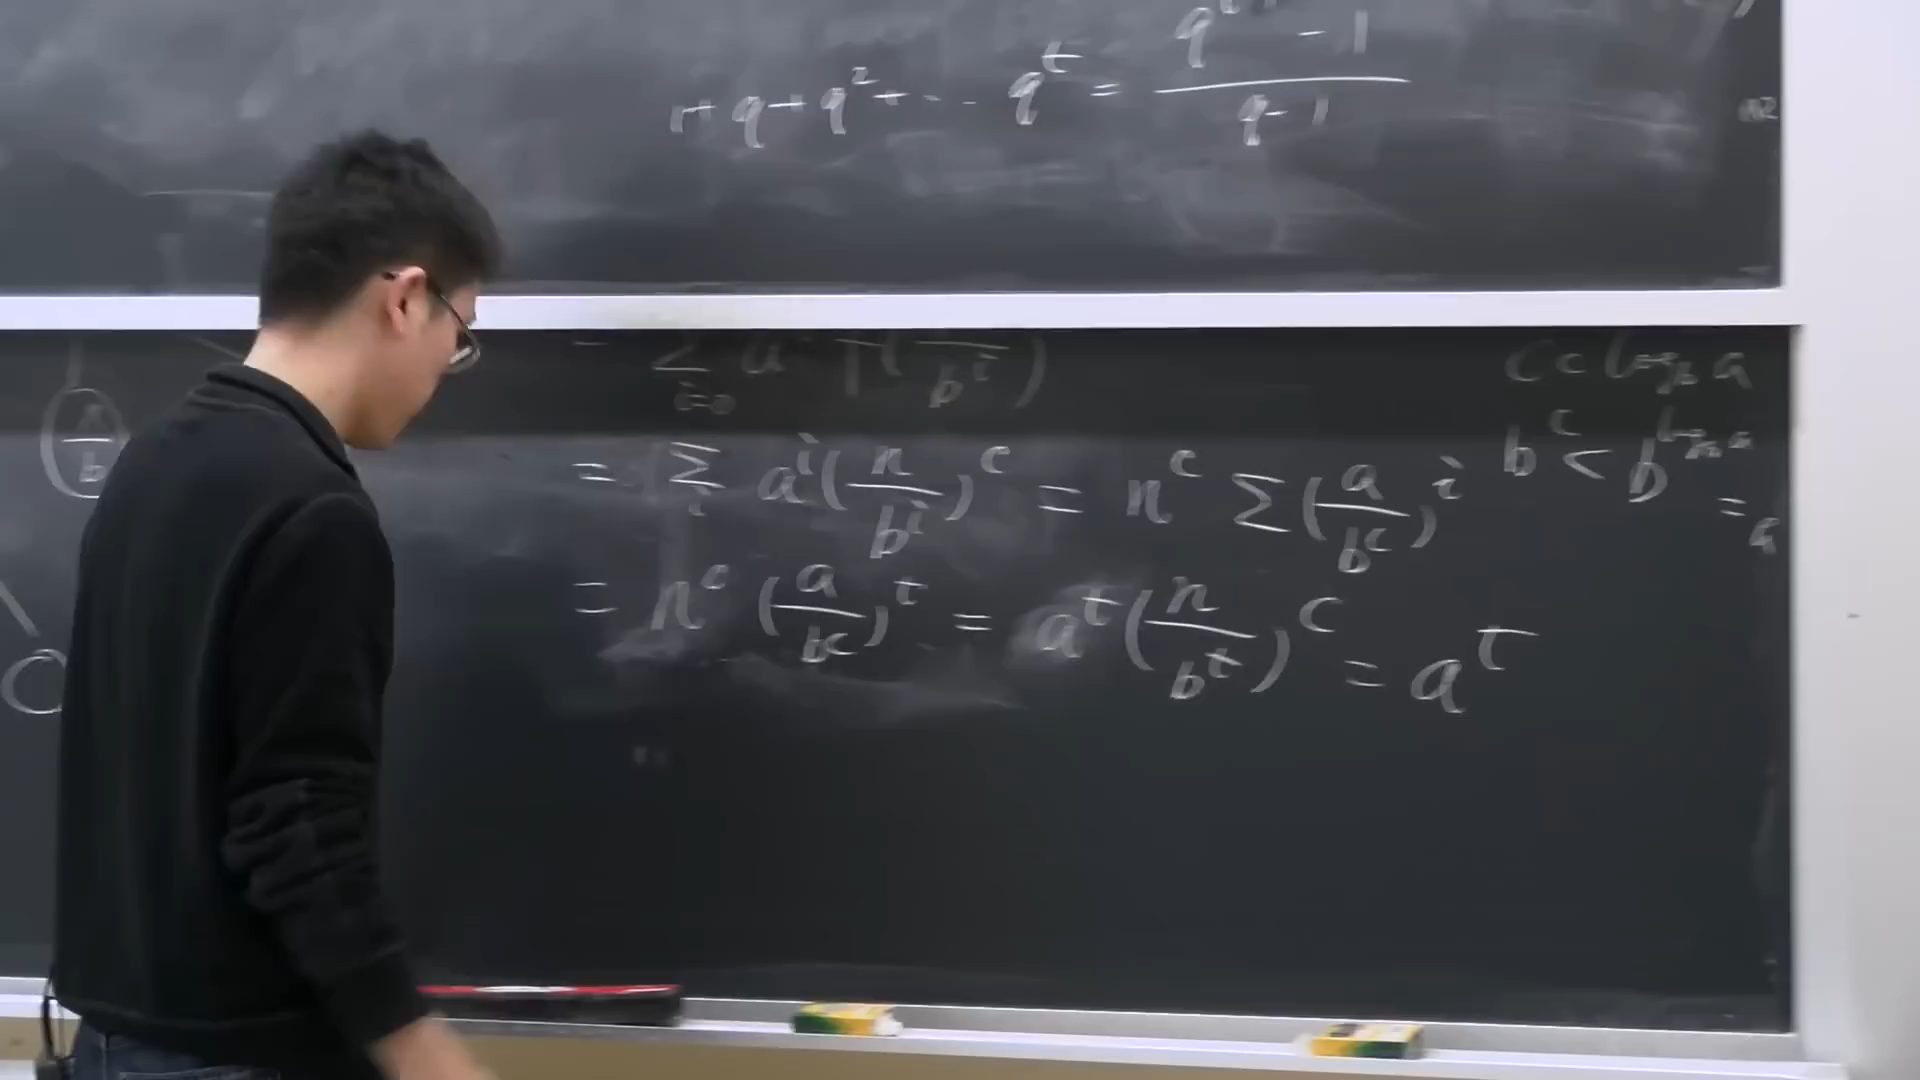 1+q+q²+... q^t = (q^{t+1} - 1)/(q-1)
= Σ_{i=0} a^i T(n/b^i)
= Σ_i a^i (n/b^i)^c = n^c Σ (a/b^c)^i
= n^c (a/b^c)^t = a^t (n/b^t)^c = a^t
C < log_b a
b^c < b^{log_b a}
= a
n/b